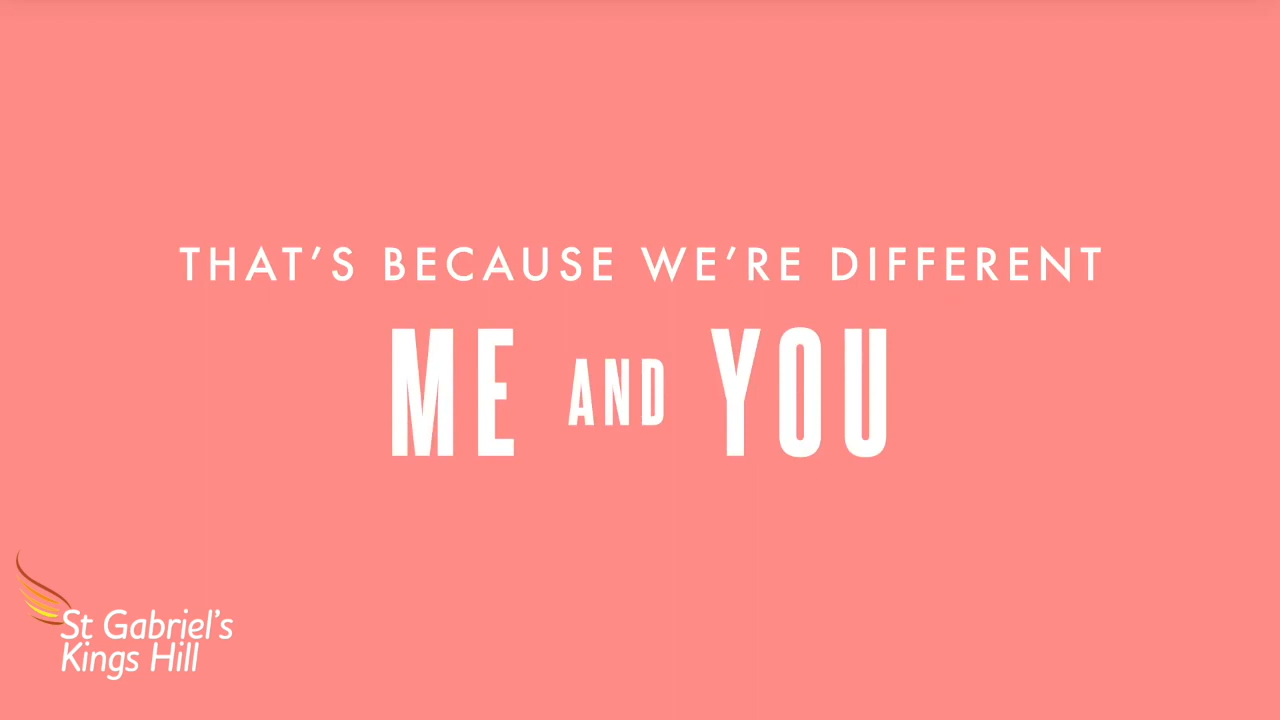 THAT’S BECAUSE WE’RE DIFFERENT
ME AND YOU
St Gabriel’s
Kings Hill